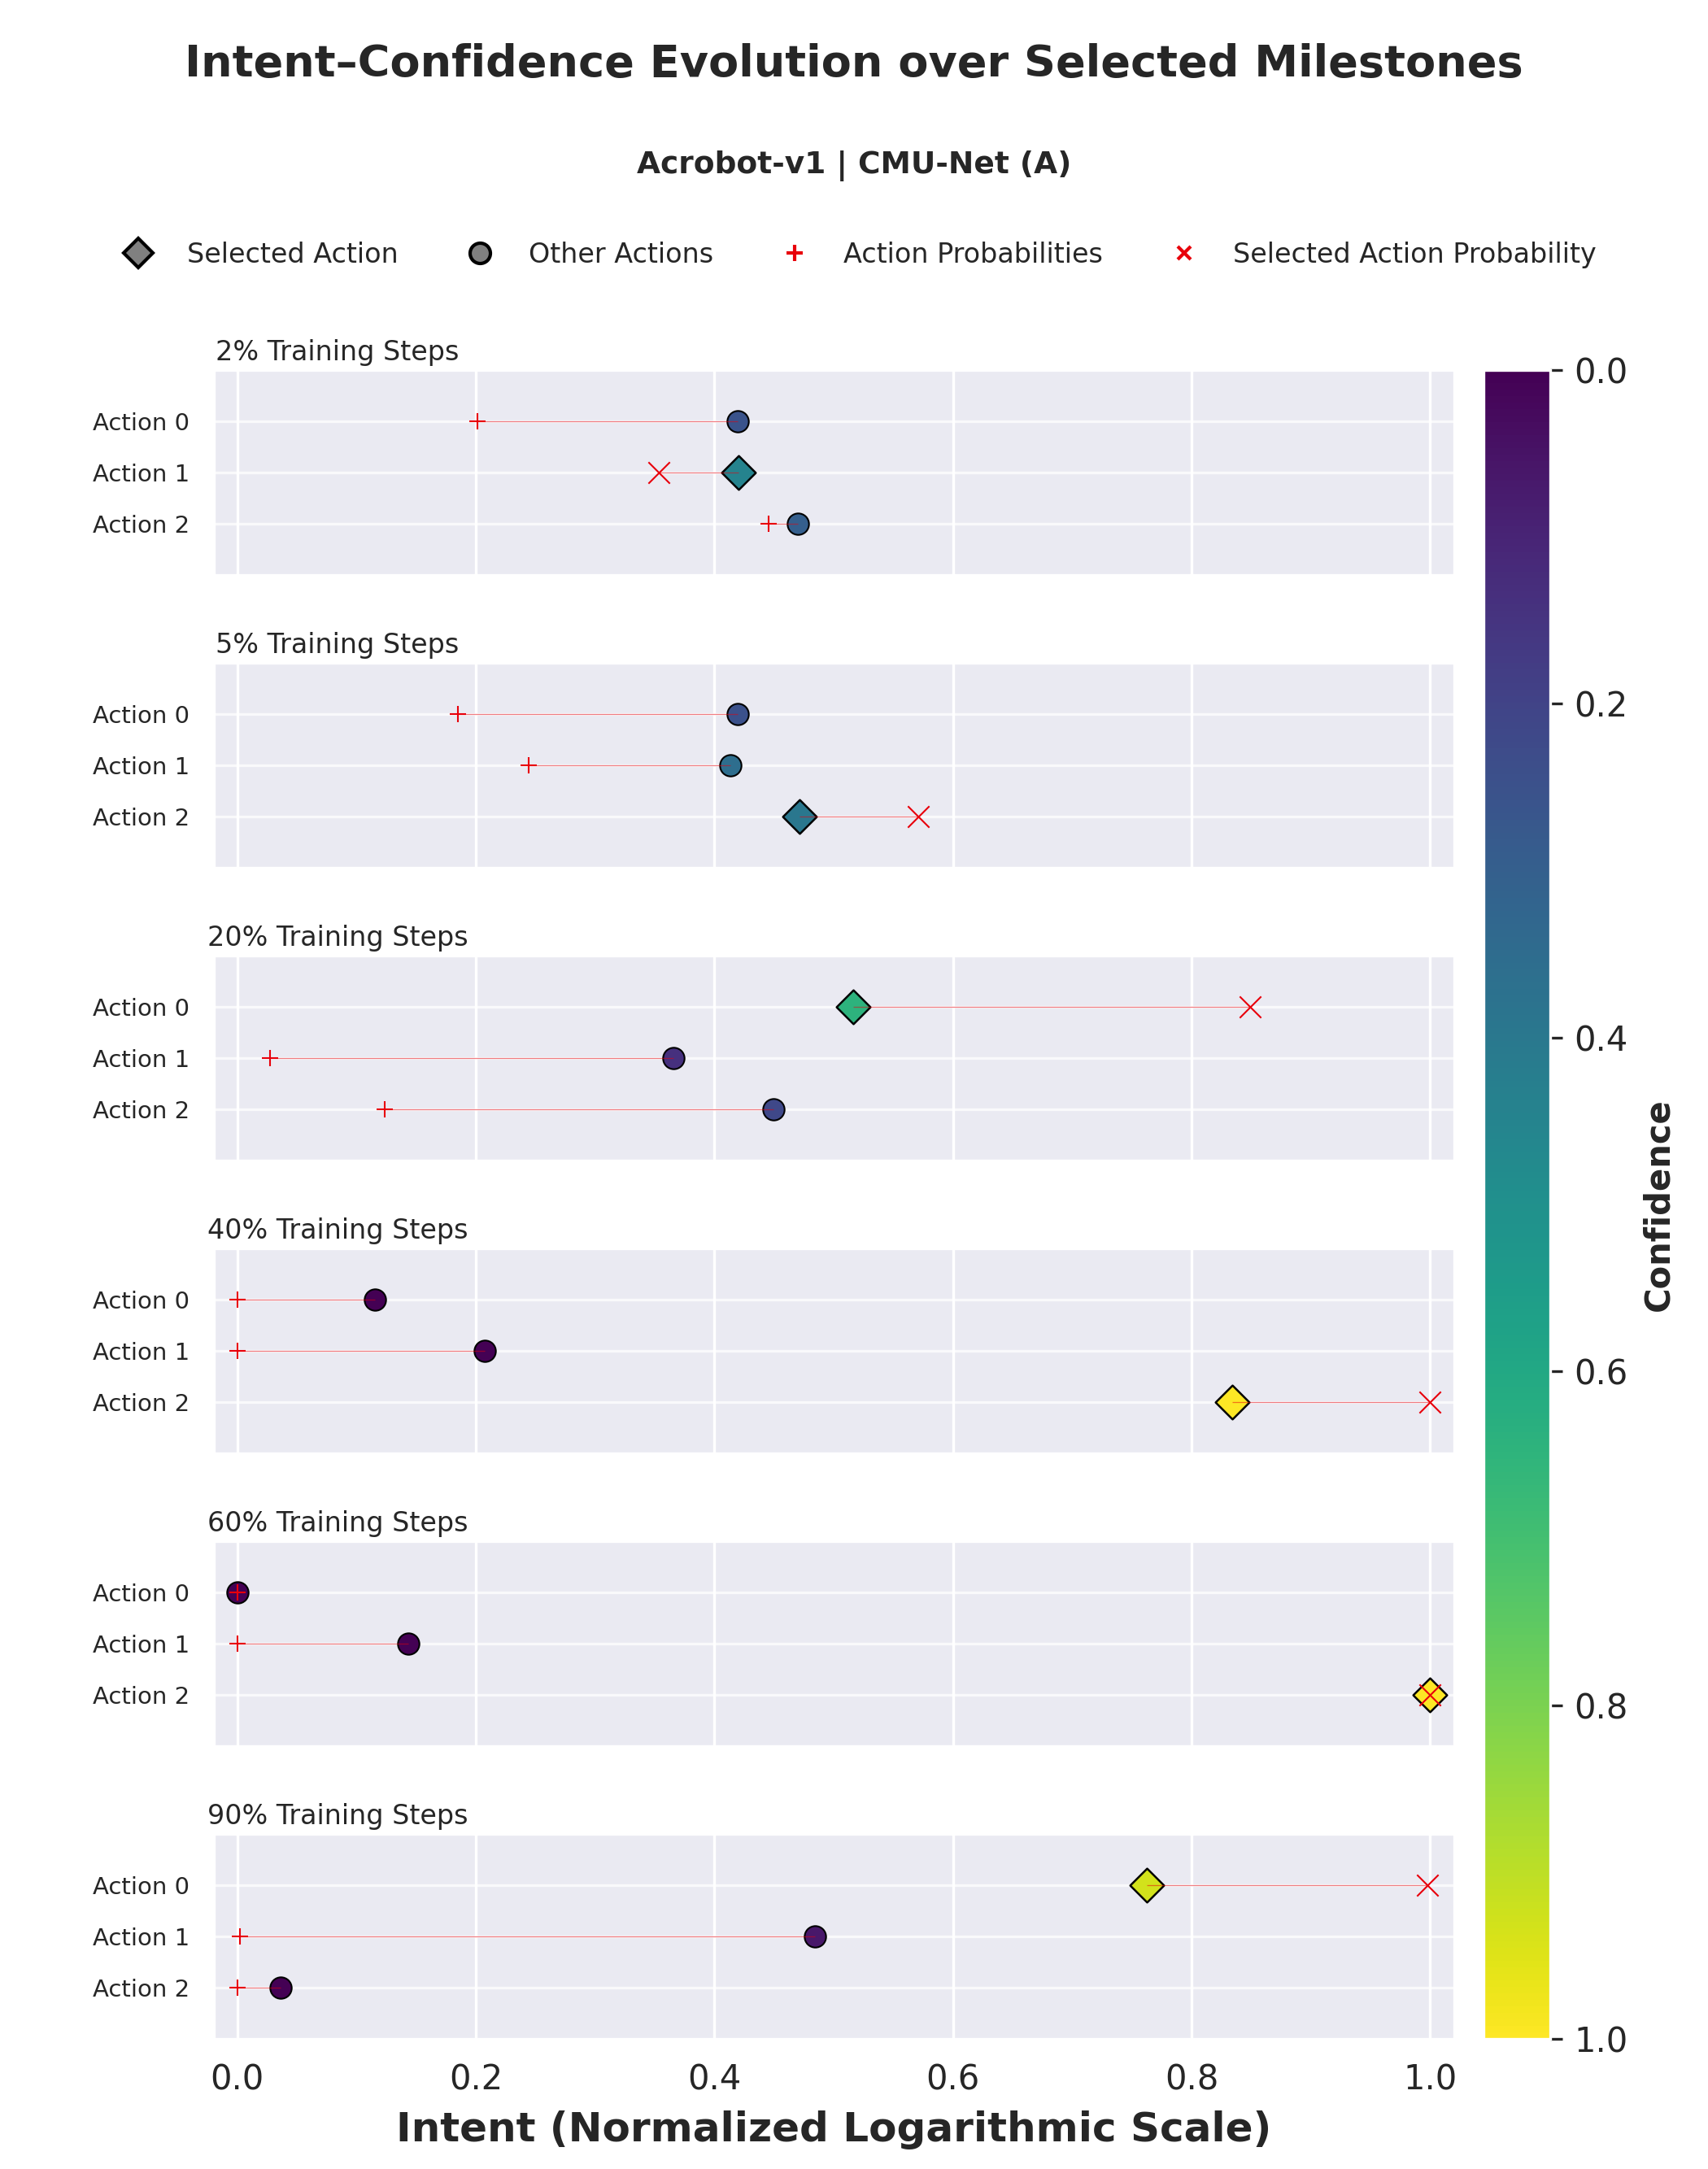 Intent–Confidence Evolution over Selected Milestones
Acrobot-v1 | CMU-Net (A)
Selected Action Other Actions Action Probabilities Selected Action Probability
2% Training Steps
Action 0
Action 1
Action 2
5% Training Steps
Action 0
Action 1
Action 2
20% Training Steps
Action 0
Action 1
Action 2
40% Training Steps
Action 0
Action 1
Action 2
60% Training Steps
Action 0
Action 1
Action 2
90% Training Steps
Action 0
Action 1
Action 2
0.0 0.2 0.4 0.6 0.8 1.0
Intent (Normalized Logarithmic Scale)
0.0
0.2
0.4
0.6
0.8
1.0
Confidence